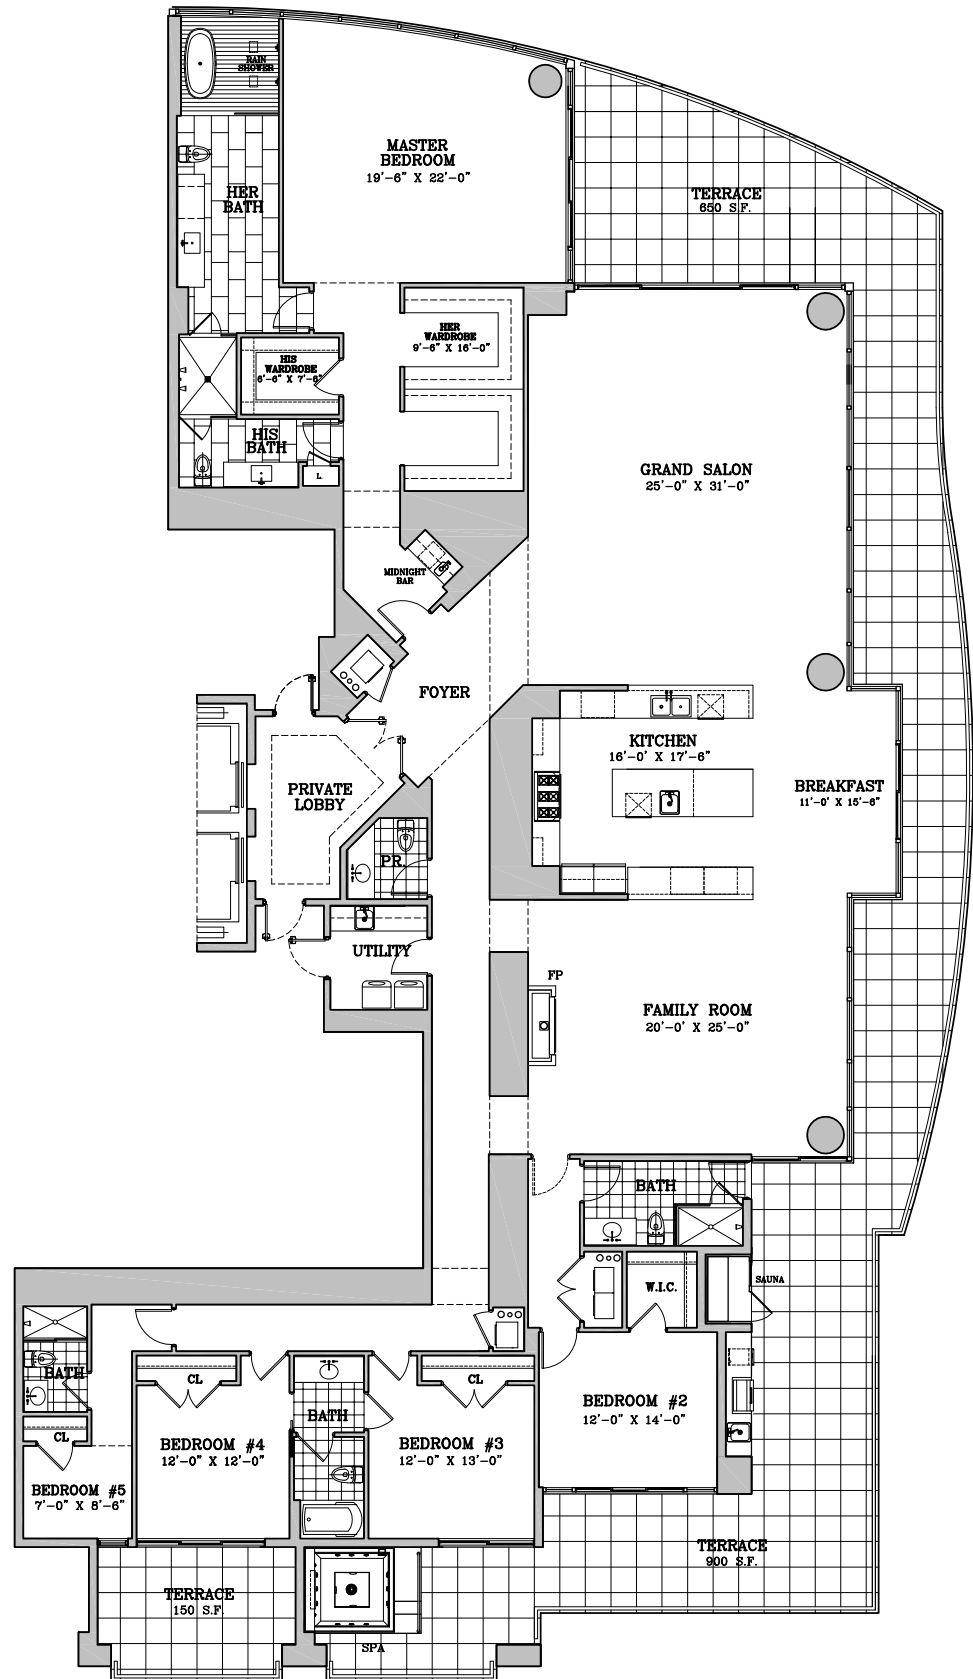 RAIN
SHOWER
MASTER
BEDROOM
19'-6" X 22'-0"
HER
BATH
TERRACE
650 S.F.
HER
WARDROBE
9'-6" X 16'-0"
HIS
WARDROBE
6'-6" X 7'-6"
HIS
BATH
L.
GRAND SALON
25'-0" X 31'-0"
MIDNIGHT
BAR
FOYER
KITCHEN
16'-0' X 17'-6"
PRIVATE
LOBBY
BREAKFAST
11'-0' X 15'-6"
PR.
UTILITY
FP
FAMILY ROOM
20'-0' X 25'-0"
BATH
W.I.C.
SAUNA
BATH
CL
CL
CL
BEDROOM #2
12'-0" X 14'-0"
BATH
BEDROOM #4
12'-0" X 12'-0"
BEDROOM #3
12'-0" X 13'-0"
BEDROOM #5
7'-0" X 8'-6"
TERRACE
900 S.F.
TERRACE
150 S.F.
SPA